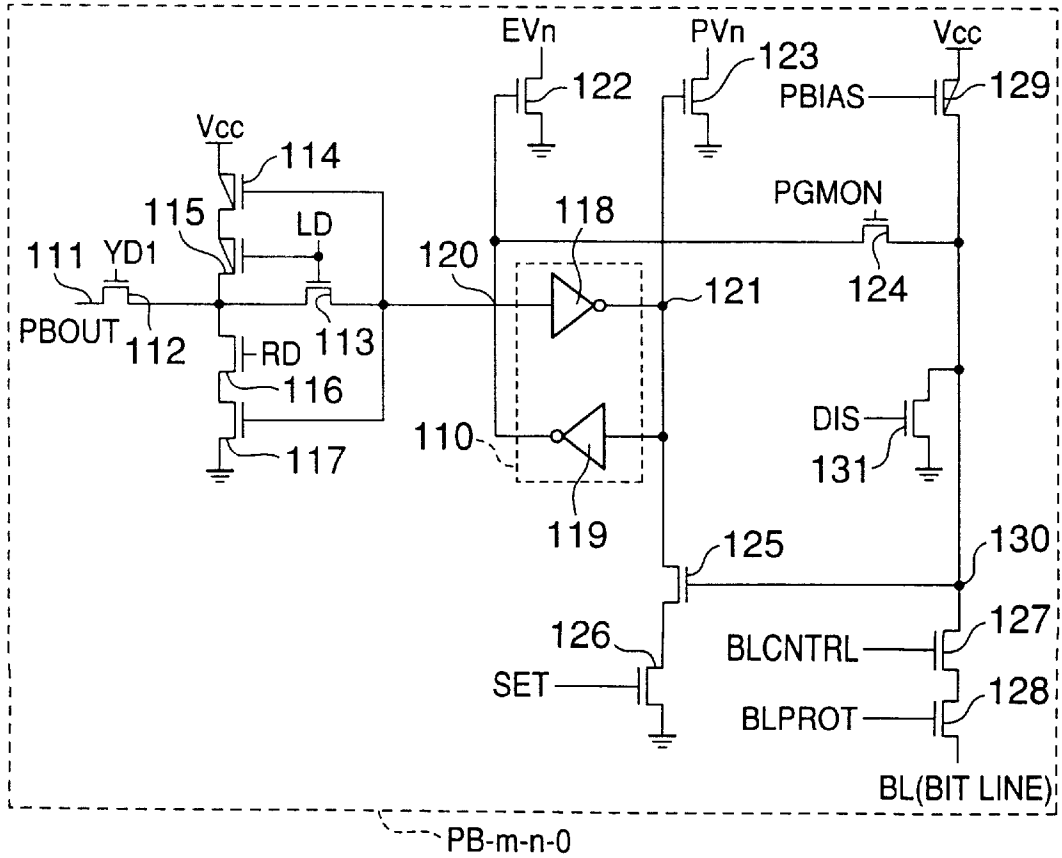 EVn PVn Vcc
122 123 PBIAS 129
Vcc 114
PGMON
115 LD 118
111 YD1 120 121 124
PBOUT 112 113
RD
116 DIS
110 131
117
119
125 130
126 BLCNTRL 127
SET BLPROT 128
BL(BIT LINE)
PB-m-n-0